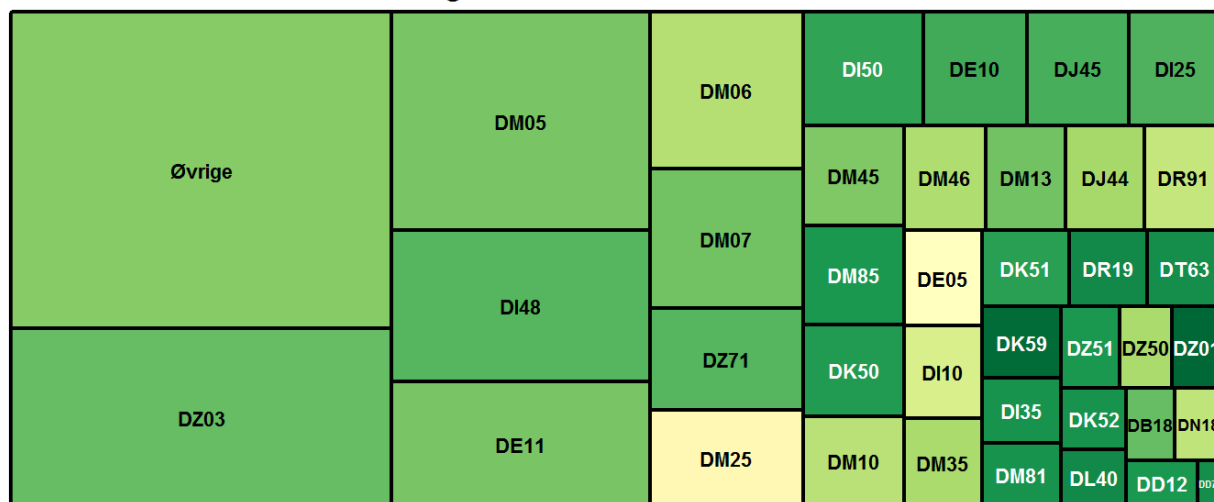 Øvrige
DZ03
DM05
DI48
DE11
DM06
DM07
DZ71
DM25
DI50
DE10
DJ45
DI25
DM45
DM46
DM13
DJ44
DR91
DM85
DE05
DK51
DR19
DT63
DK50
DI10
DK59
DZ51
DZ50
DZ01
DI35
DK52
DB18
DN18
DM10
DM35
DM81
DL40
DD12